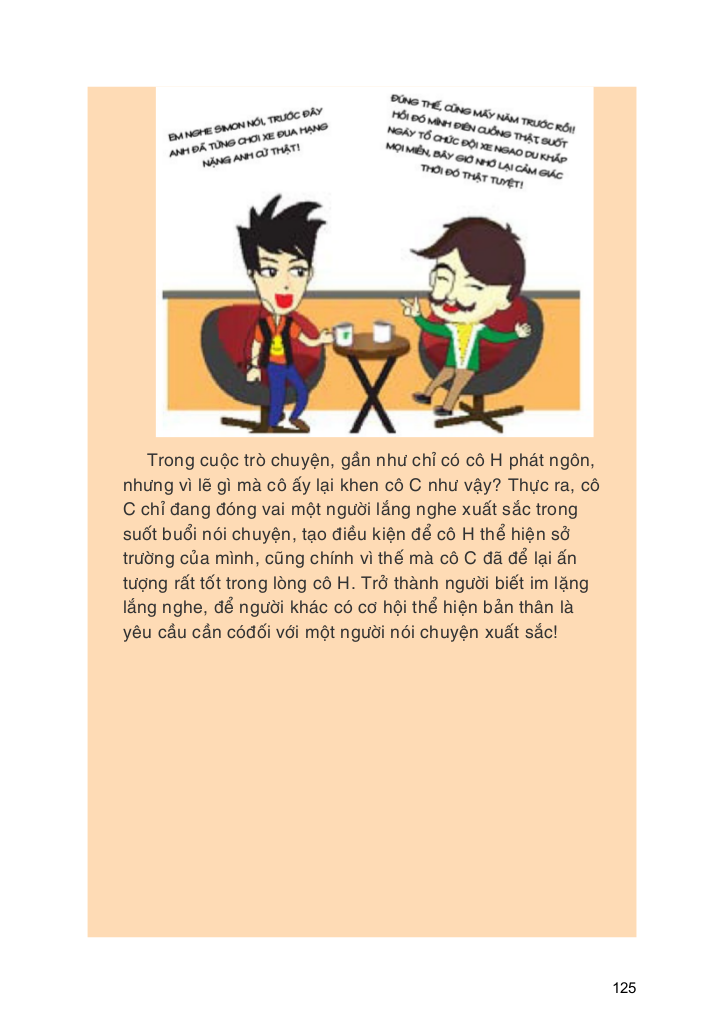 EM NGHE SIMON NÓI, TRƯỚC ĐÂY
ANH ĐÃ TỪNG CHƠI XE ĐUA HẠNG
NẶNG ANH CỪ THẬT!
ĐÚNG THẾ, CŨNG MẤY NĂM TRƯỚC RỒI!
HỒI ĐÓ MÌNH ĐIÊN CUỒNG THẬT, SUỐT
NGÀY TỔ CHỨC ĐỘI XE NGAO DU KHẮP
MỌI MIỀN, BÂY GIỜ NHỚ LẠI CẢM GIÁC
THỜI ĐÓ THẬT TUYỆT!
Trong cuộc trò chuyện, gần như chỉ có cô H phát ngôn,
nhưng vì lẽ gì mà cô ấy lại khen cô C như vậy? Thực ra, cô
C chỉ đang đóng vai một người lắng nghe xuất sắc trong
suốt buổi nói chuyện, tạo điều kiện để cô H thể hiện sở
trường của mình, cũng chính vì thế mà cô C đã để lại ấn
tượng rất tốt trong lòng cô H. Trở thành người biết im lặng
lắng nghe, để người khác có cơ hội thể hiện bản thân là
yêu cầu cần cóđối với một người nói chuyện xuất sắc!
125